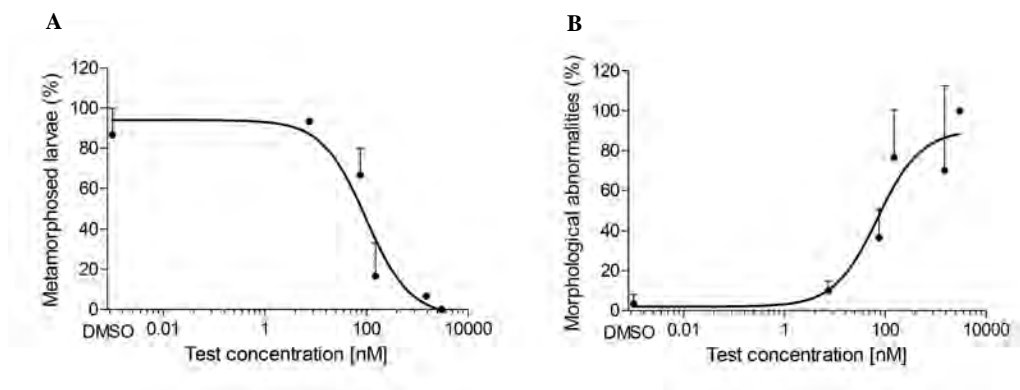 A
Metamorphosed larvae (%)
120
100
80
60
40
20
0
DMSO 0.01 1 100 10000
Test concentration [nM]
B
Morphological abnormalities (%)
120
100
80
60
40
20
0
DMSO 0.01 1 100 10000
Test concentration [nM]